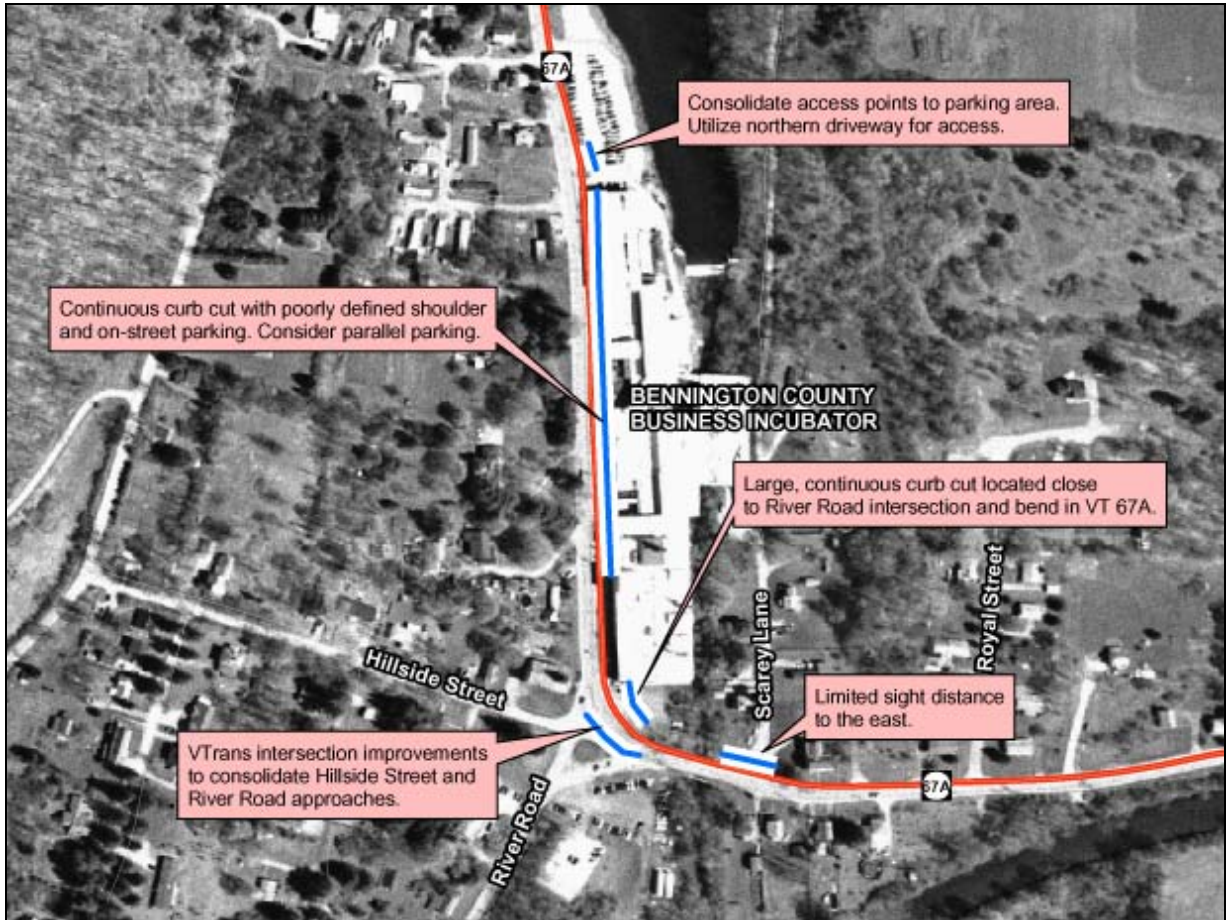 67A
Consolidate access points to parking area.
Utilize northern driveway for access.
Continuous curb cut with poorly defined shoulder
and on-street parking. Consider parallel parking.
BENNINGTON COUNTY
BUSINESS INCUBATOR
Large, continuous curb cut located close
to River Road intersection and bend in VT 67A.
Scarey Lane
Royal Street
Hillside Street
Limited sight distance
to the east.
VTrans intersection improvements
to consolidate Hillside Street and
River Road approaches.
River Road
67A